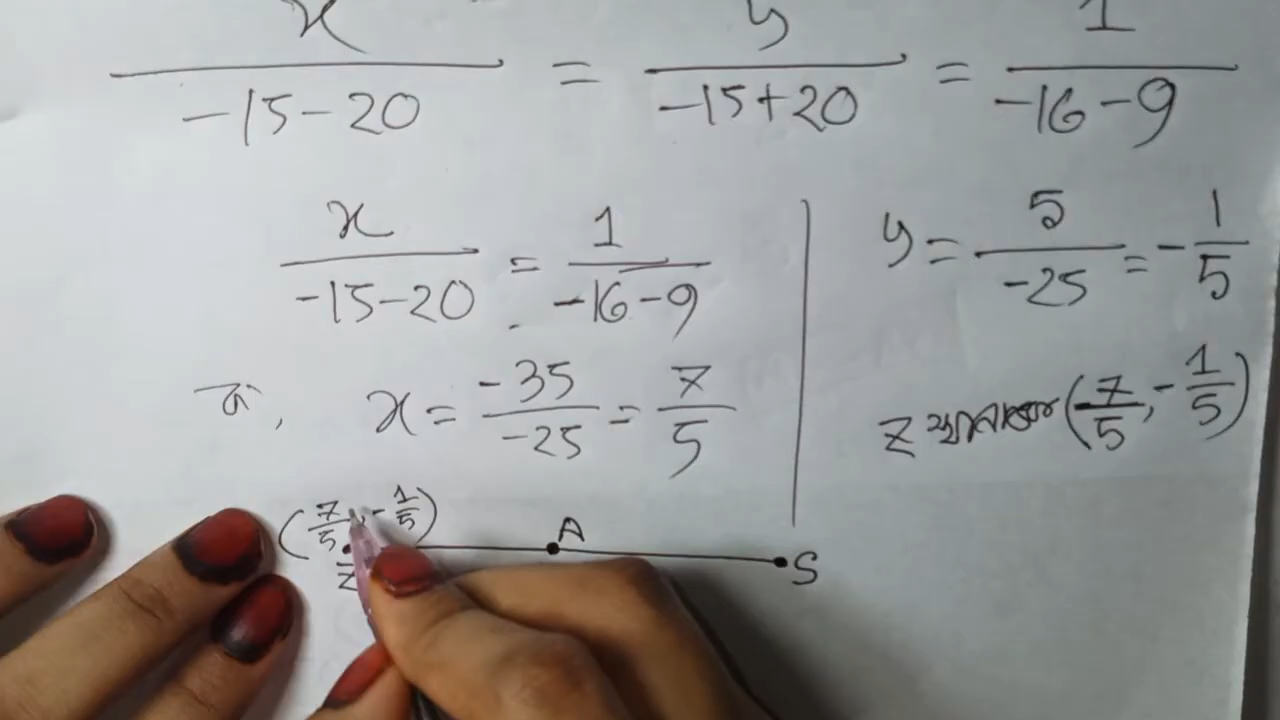 x/(-15-20) = y/(-15+20) = 1/(-16-9)
x/(-15-20) = 1/(-16-9)
বা, x = -35/-25 = 7/5
y = 5/-25 = -1/5
Z স্থানাঙ্ক (7/5, -1/5)
(7/5, -1/5)
Z A S